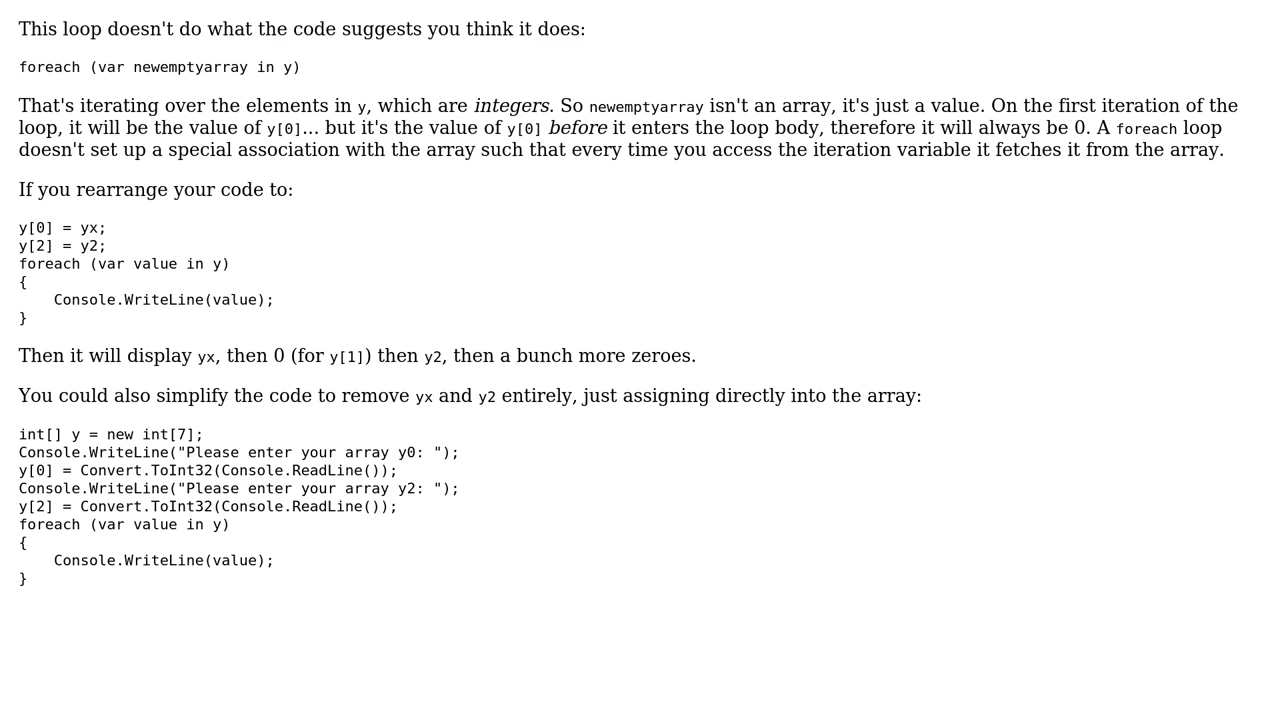 This loop doesn't do what the code suggests you think it does:
foreach (var newemptyarray in y)
That's iterating over the elements in y, which are integers. So newemptyarray isn't an array, it's just a value. On the first iteration of the
loop, it will be the value of y[0]... but it's the value of y[0] before it enters the loop body, therefore it will always be 0. A foreach loop
doesn't set up a special association with the array such that every time you access the iteration variable it fetches it from the array.
If you rearrange your code to:
y[0] = yx;
y[2] = y2;
foreach (var value in y)
{
    Console.WriteLine(value);
}
Then it will display yx, then 0 (for y[1]) then y2, then a bunch more zeroes.
You could also simplify the code to remove yx and y2 entirely, just assigning directly into the array:
int[] y = new int[7];
Console.WriteLine("Please enter your array y0: ");
y[0] = Convert.ToInt32(Console.ReadLine());
Console.WriteLine("Please enter your array y2: ");
y[2] = Convert.ToInt32(Console.ReadLine());
foreach (var value in y)
{
    Console.WriteLine(value);
}